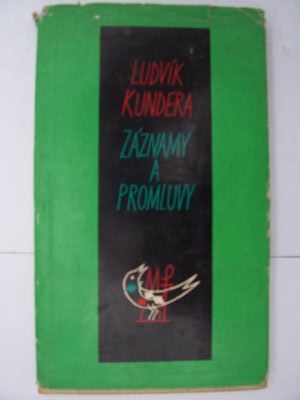 LUDVÍK
KUNDERA
ZÁZNAMY
A
PROMLUVY